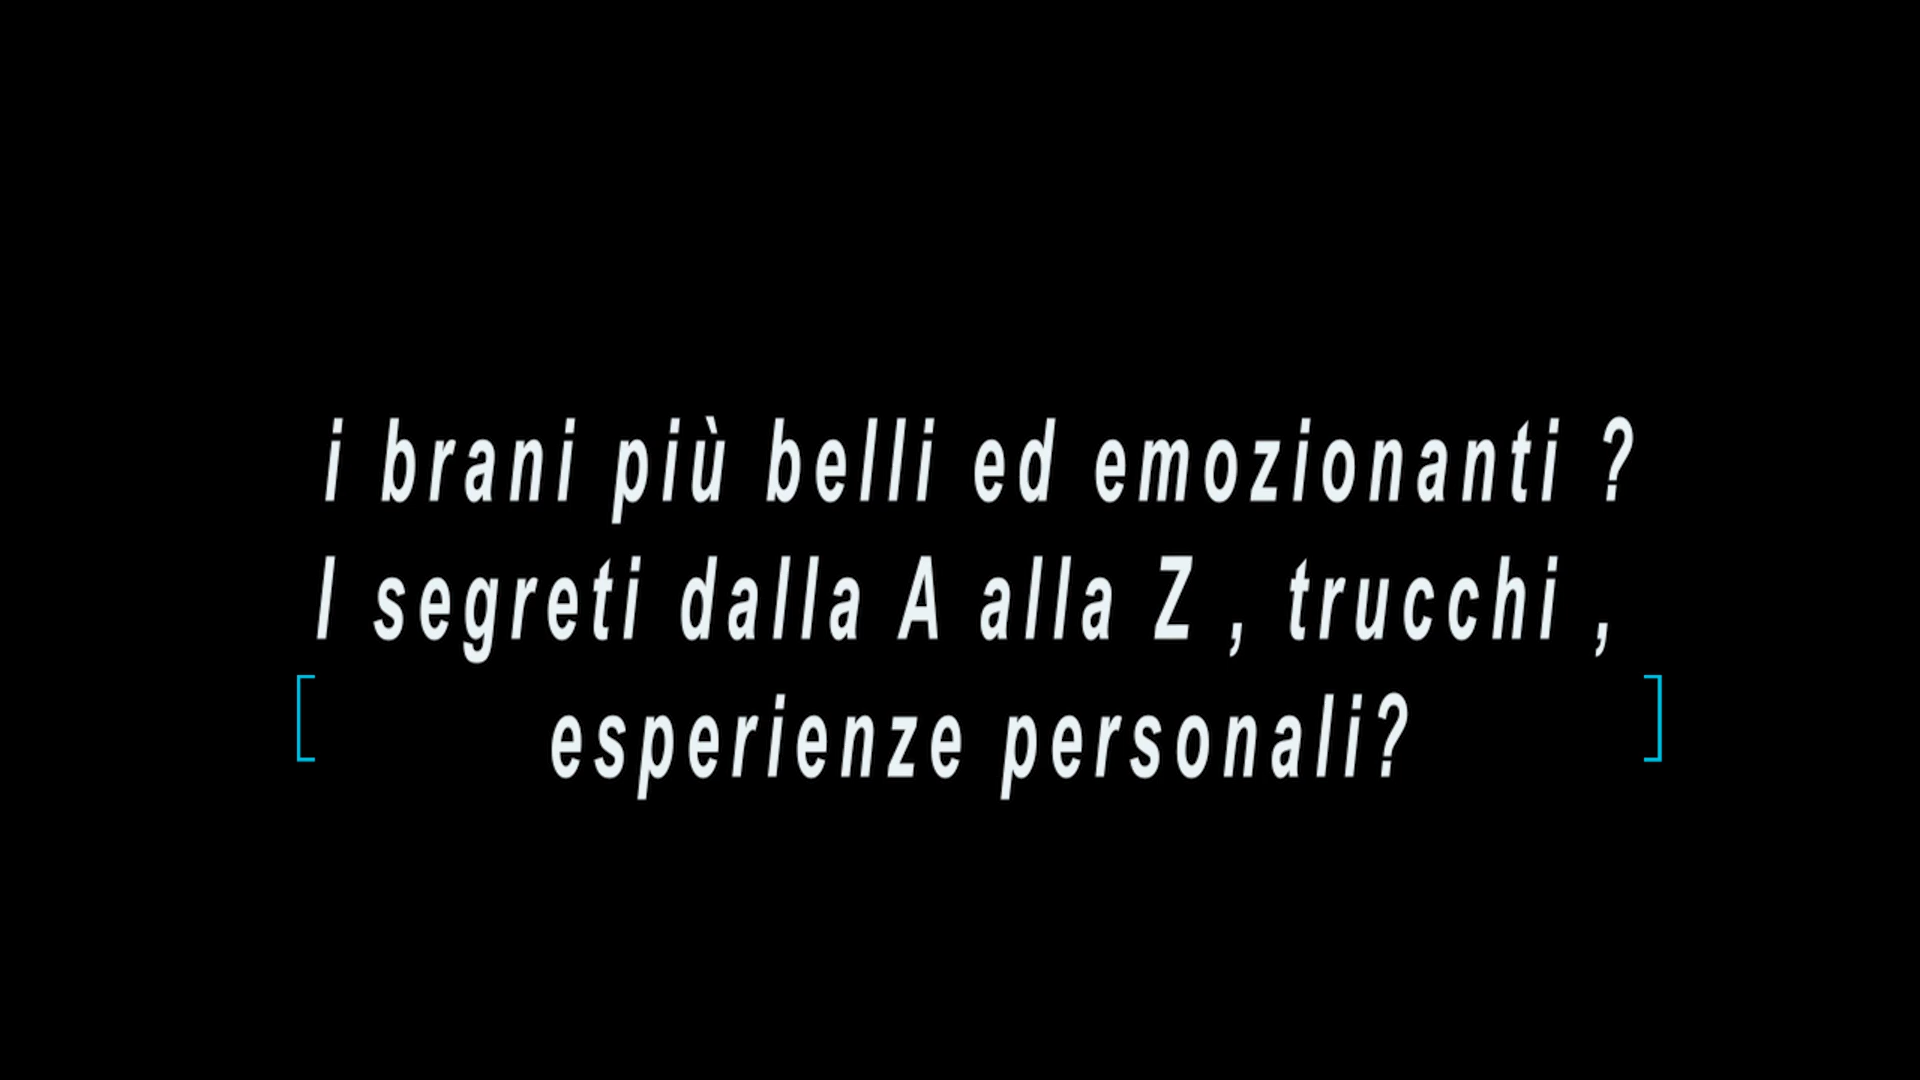 i brani più belli ed emozionanti ?
I segreti dalla A alla Z , trucchi ,
esperienze personali?